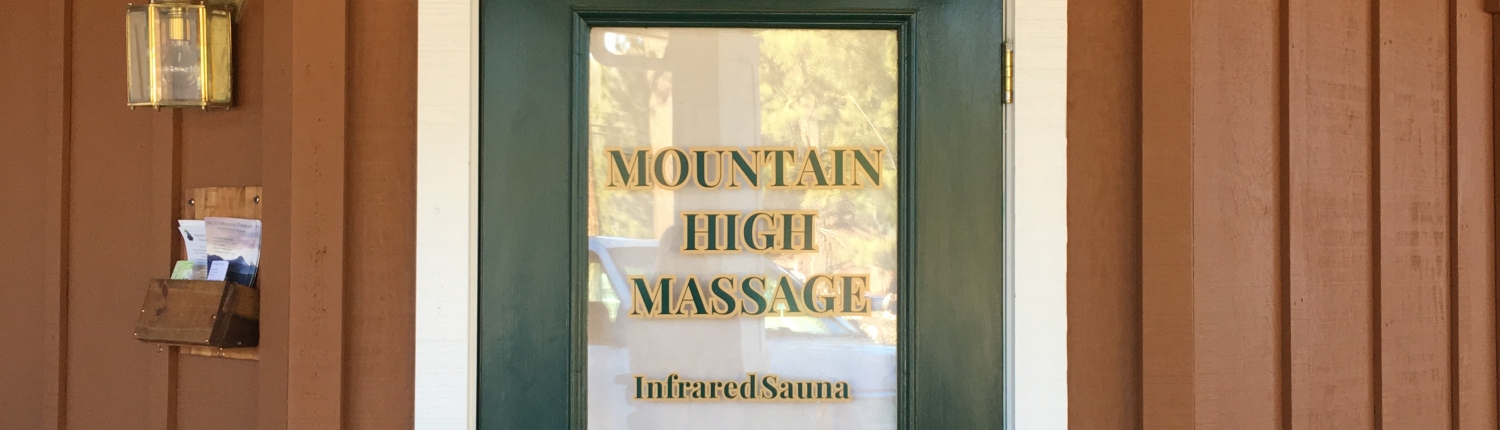 MOUNTAIN
HIGH
MASSAGE
Infrared Sauna